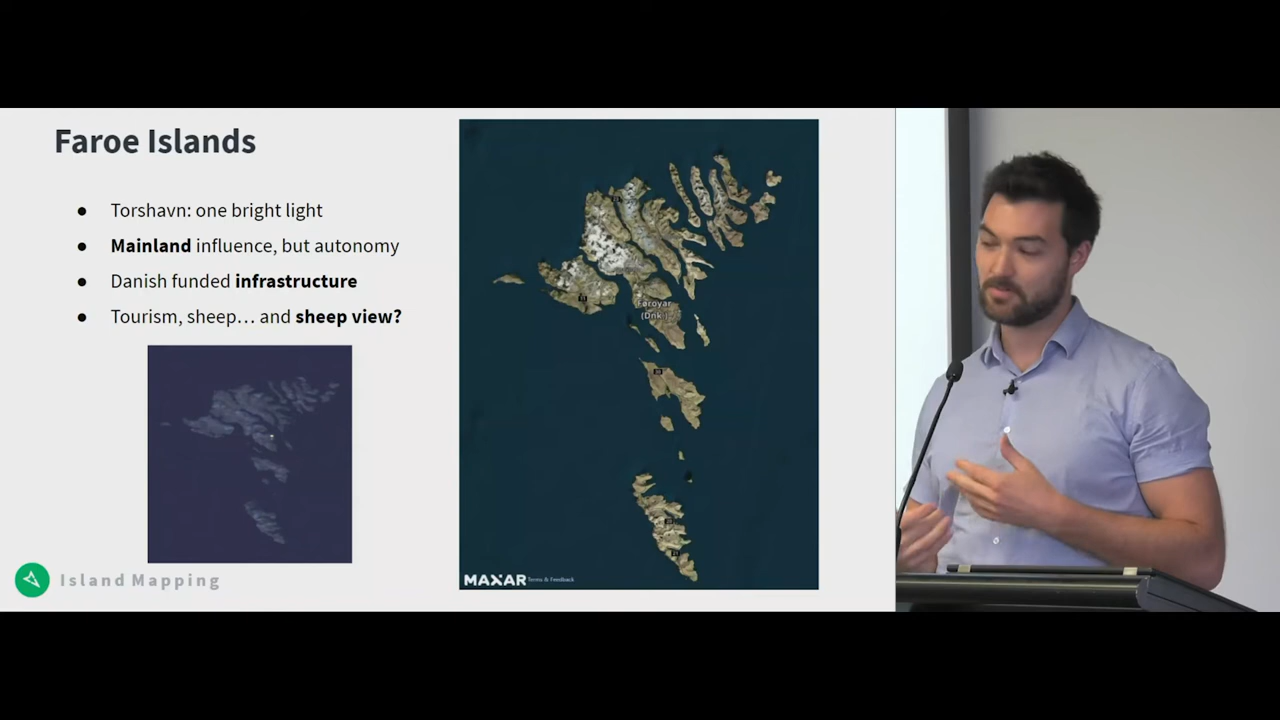 Faroe Islands
● Torshavn: one bright light
● Mainland influence, but autonomy
● Danish funded infrastructure
● Tourism, sheep… and sheep view?
Føroyar
(Dnk.)
MAXAR Terms & Feedback
Island Mapping